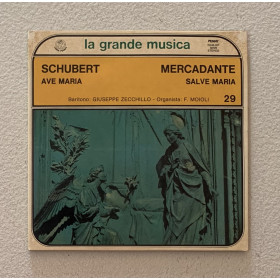 la grande musica
SCHUBERT
AVE MARIA
MERCADANTE
SALVE MARIA
Baritono: GIUSEPPE ZECCHILLO - Organista: F. MOIOLI
29